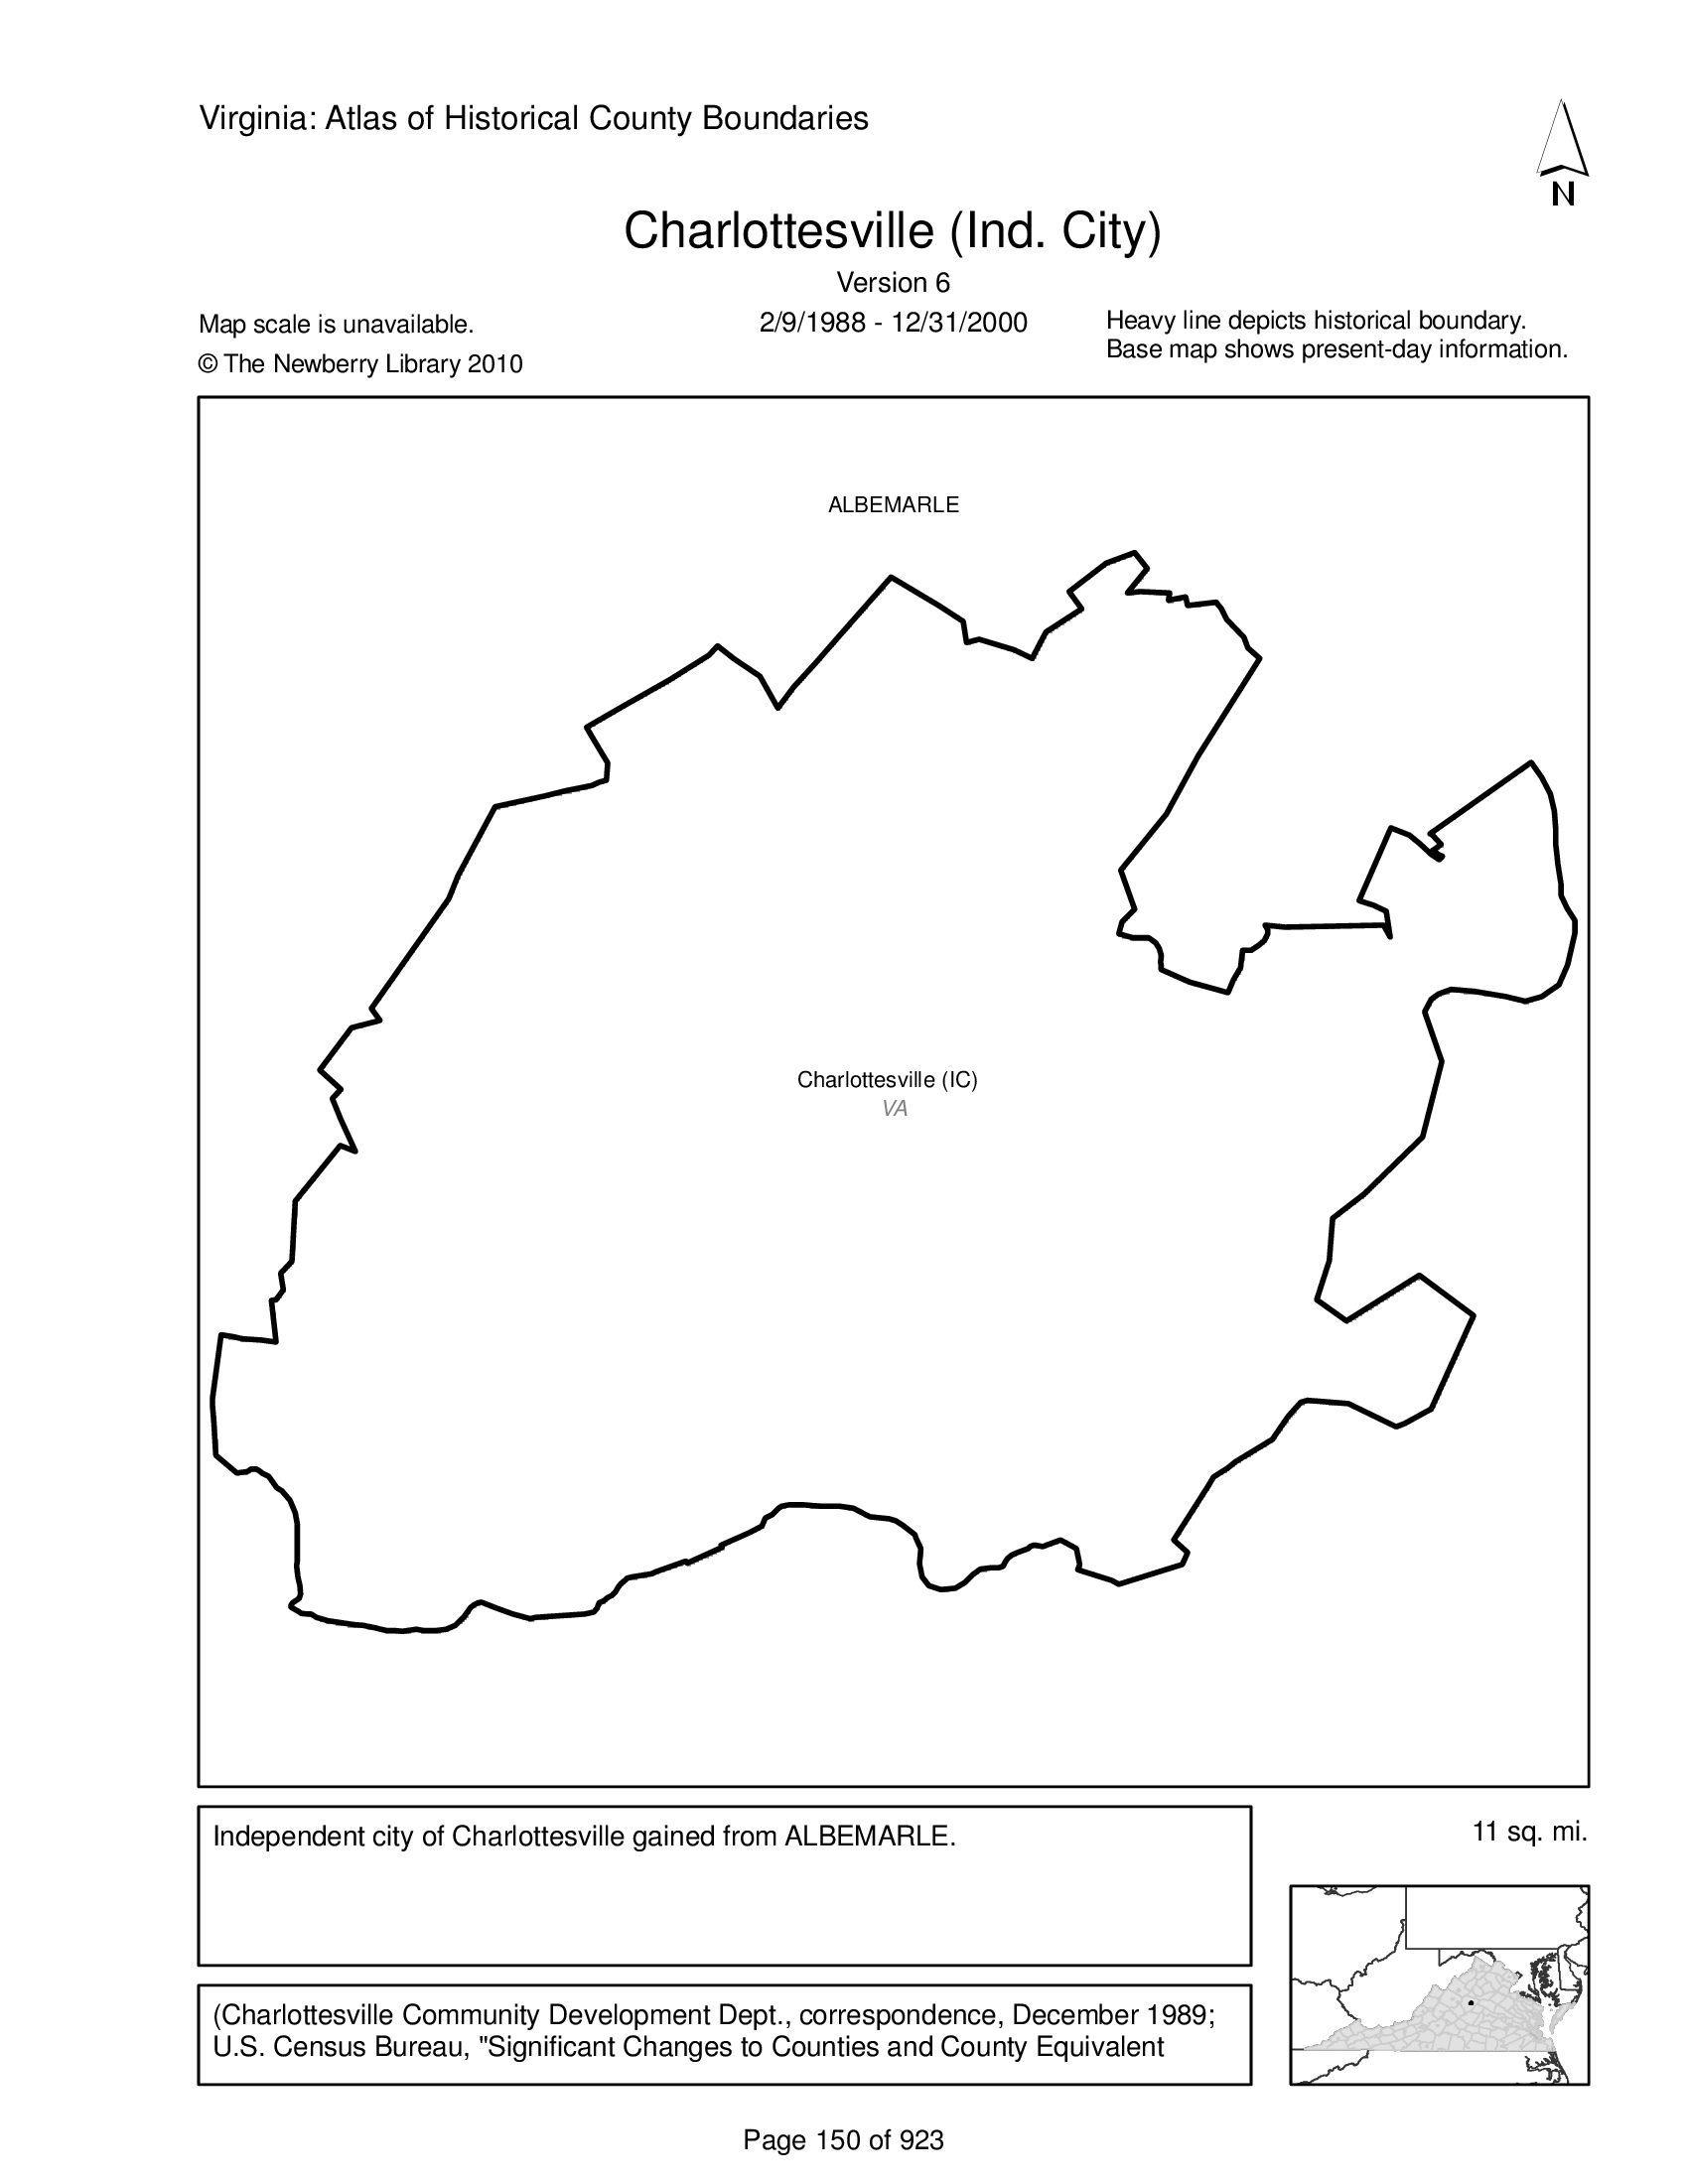 Virginia: Atlas of Historical County Boundaries
N
Charlottesville (Ind. City)
Version 6
Map scale is unavailable.
2/9/1988 - 12/31/2000
Heavy line depicts historical boundary.
© The Newberry Library 2010
Base map shows present-day information.
ALBEMARLE
Charlottesville (IC)
VA
Independent city of Charlottesville gained from ALBEMARLE.
11 sq. mi.
(Charlottesville Community Development Dept., correspondence, December 1989;
U.S. Census Bureau, "Significant Changes to Counties and County Equivalent
Page 150 of 923